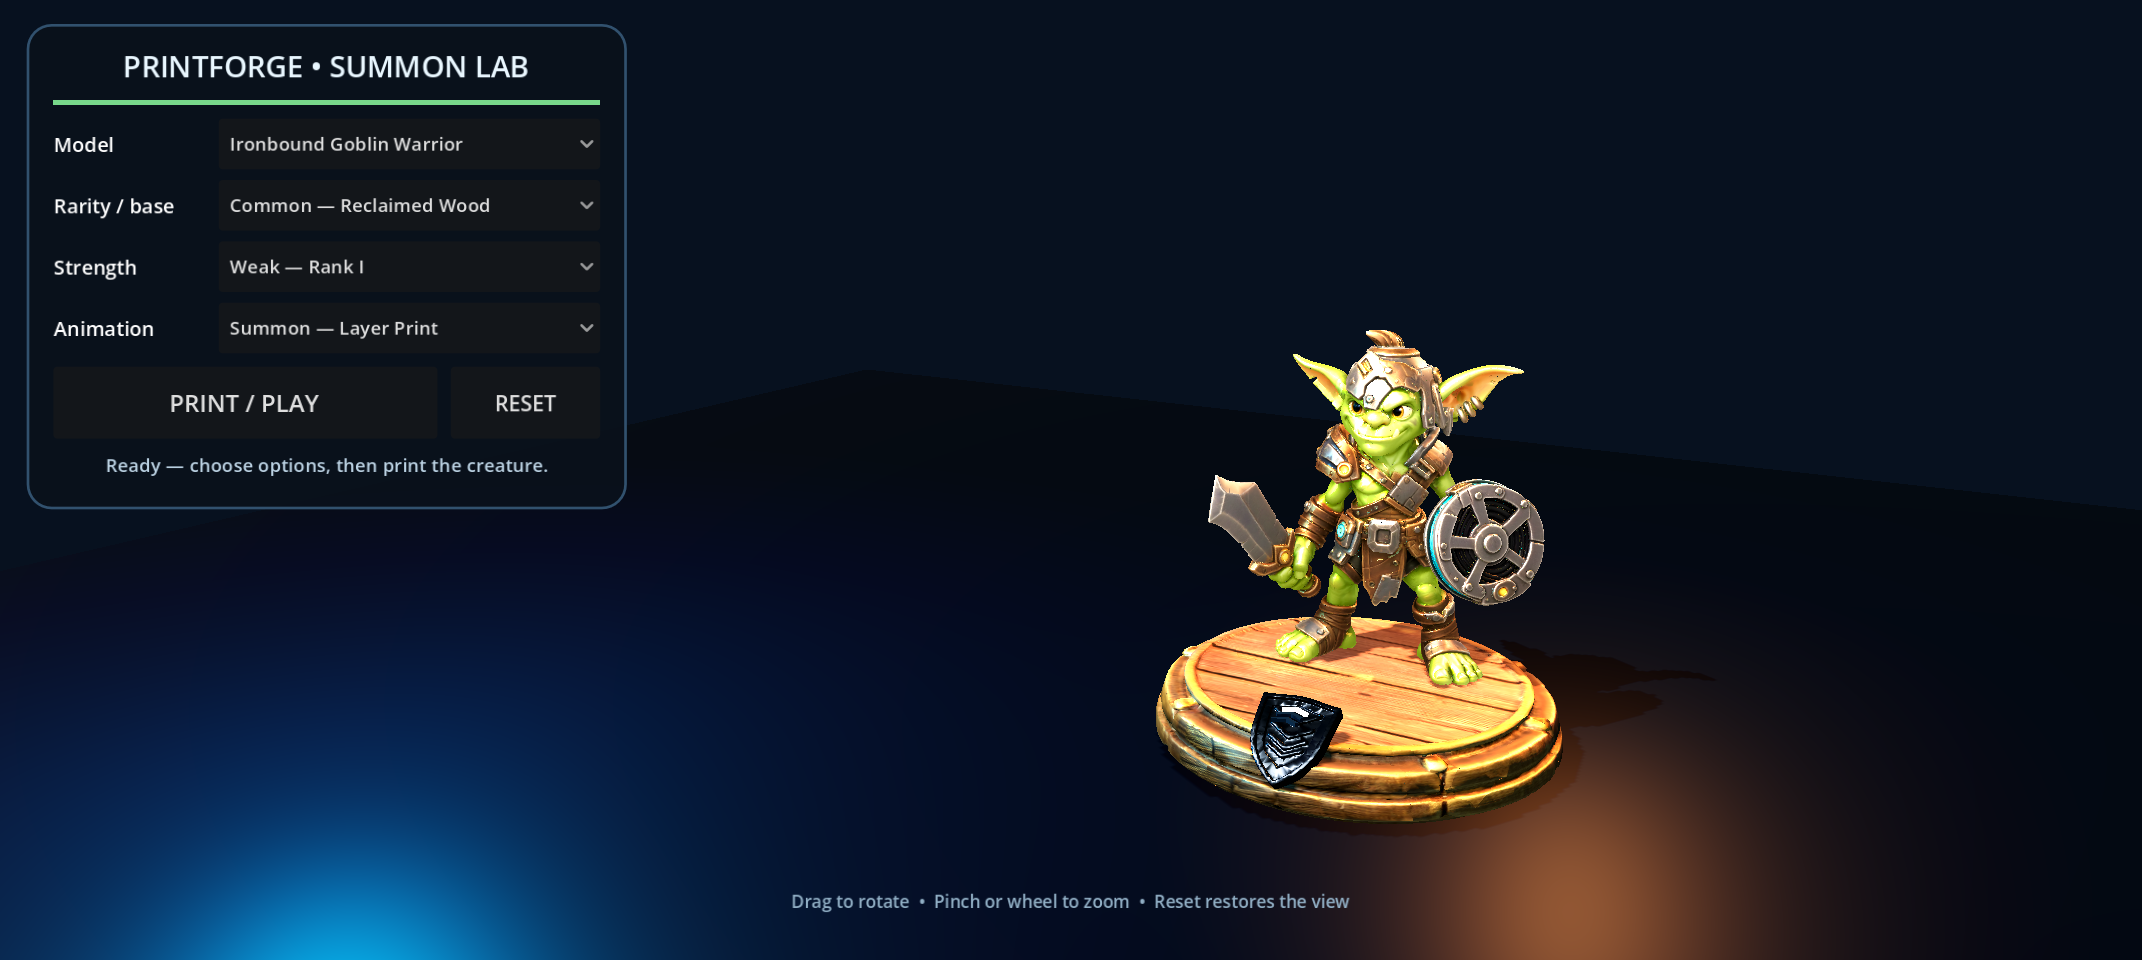 PRINTFORGE • SUMMON LAB
Model
Ironbound Goblin Warrior
Rarity / base
Common — Reclaimed Wood
Strength
Weak — Rank I
Animation
Summon — Layer Print
PRINT / PLAY
RESET
Ready — choose options, then print the creature.
Drag to rotate • Pinch or wheel to zoom • Reset restores the view